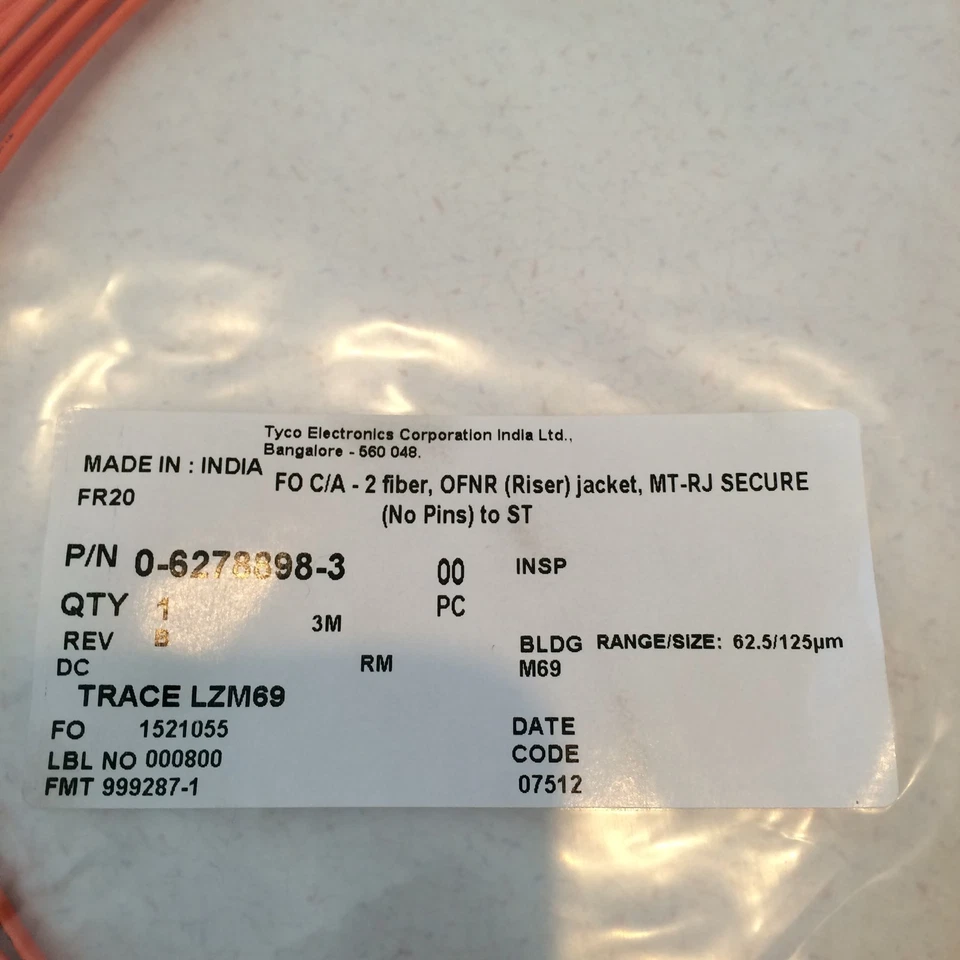 Tyco Electronics Corporation India Ltd.,
Bangalore - 560 048.
MADE IN : INDIA
FO C/A - 2 fiber, OFNR (Riser) jacket, MT-RJ SECURE
FR20
(No Pins) to ST
P/N 0-6278898-3 00 INSP
QTY 1 PC
3M
REV B BLDG RANGE/SIZE: 62.5/125µm
DC RM M69
TRACE LZM69
FO 1521055 DATE
LBL NO 000800 CODE
FMT 999287-1 07512